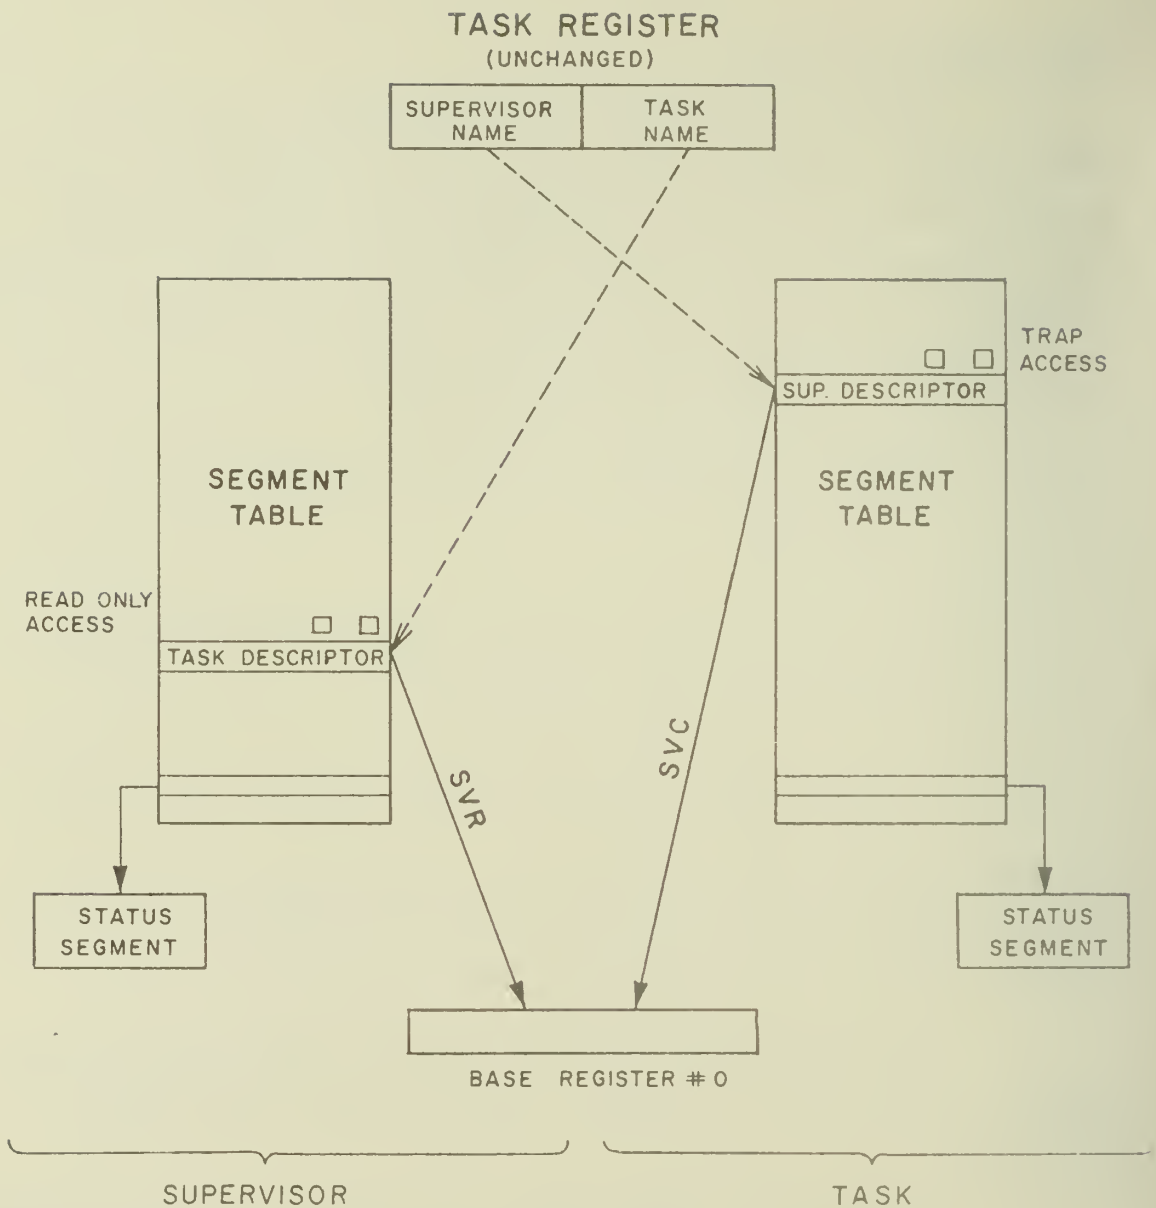 TASK REGISTER
(UNCHANGED)
SUPERVISOR
NAME
TASK
NAME
TRAP
ACCESS
SUP. DESCRIPTOR
SEGMENT
TABLE
SEGMENT
TABLE
READ ONLY
ACCESS
TASK DESCRIPTOR
SVR
SVC
STATUS
SEGMENT
STATUS
SEGMENT
BASE REGISTER #0
SUPERVISOR
TASK